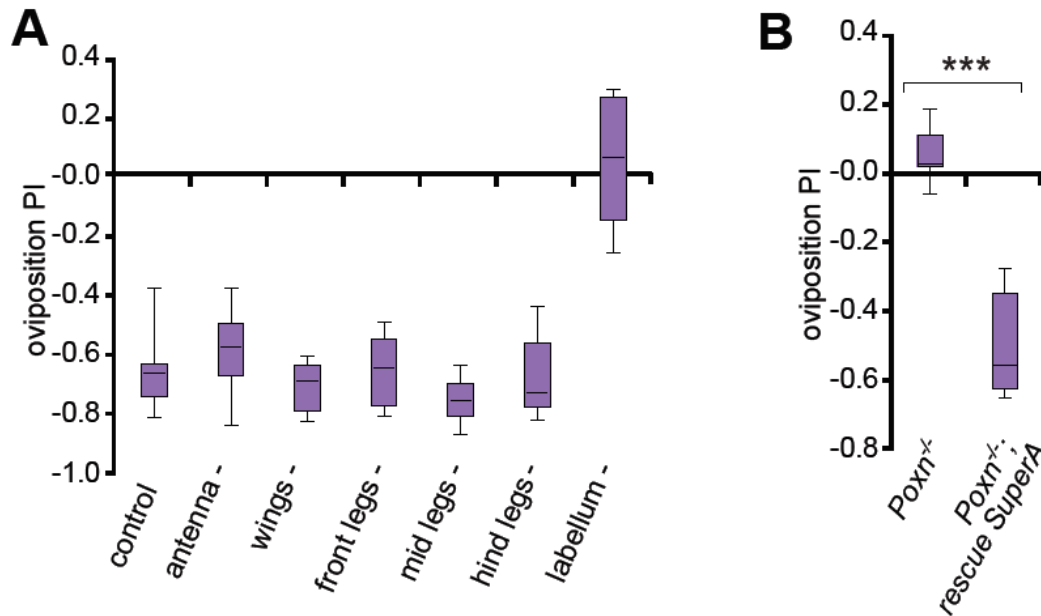 A
oviposition PI
0.4
0.2
-0.0
-0.2
-0.4
-0.6
-0.8
-1.0
control
antenna -
wings -
front legs -
mid legs -
hind legs -
labellum -
B
oviposition PI
0.4
0.2
-0.0
-0.2
-0.4
-0.6
-0.8
***
Poxn-/-
Poxn-/-;
rescue SuperA